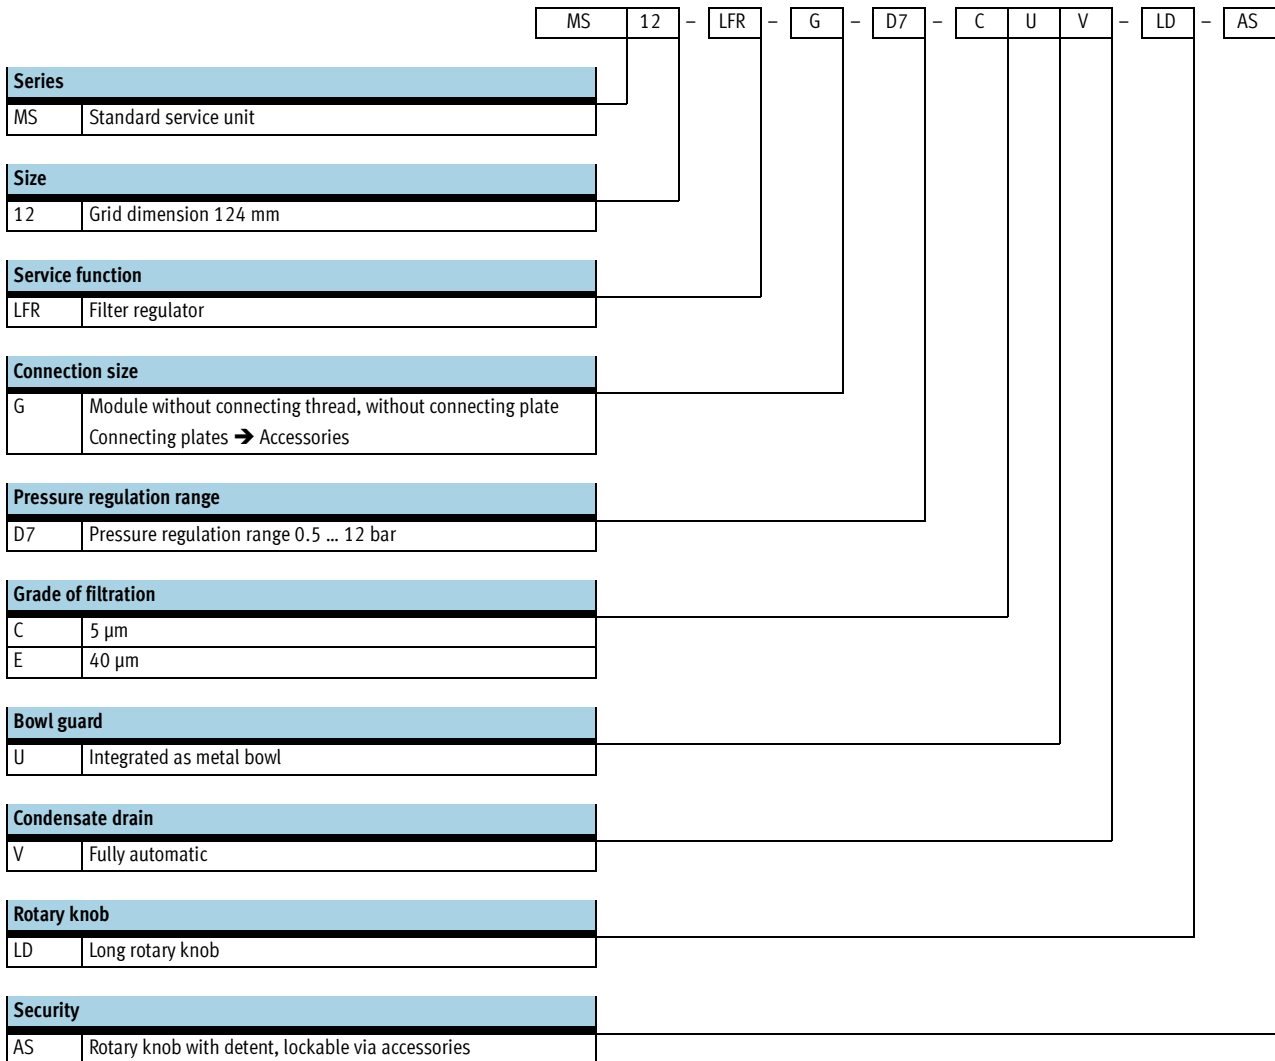 MS 12 – LFR – G – D7 – C U V – LD – AS
Series
MS Standard service unit
Size
12 Grid dimension 124 mm
Service function
LFR Filter regulator
Connection size
G Module without connecting thread, without connecting plate
Connecting plates ➔ Accessories
Pressure regulation range
D7 Pressure regulation range 0.5 … 12 bar
Grade of filtration
C 5 µm
E 40 µm
Bowl guard
U Integrated as metal bowl
Condensate drain
V Fully automatic
Rotary knob
LD Long rotary knob
Security
AS Rotary knob with detent, lockable via accessories